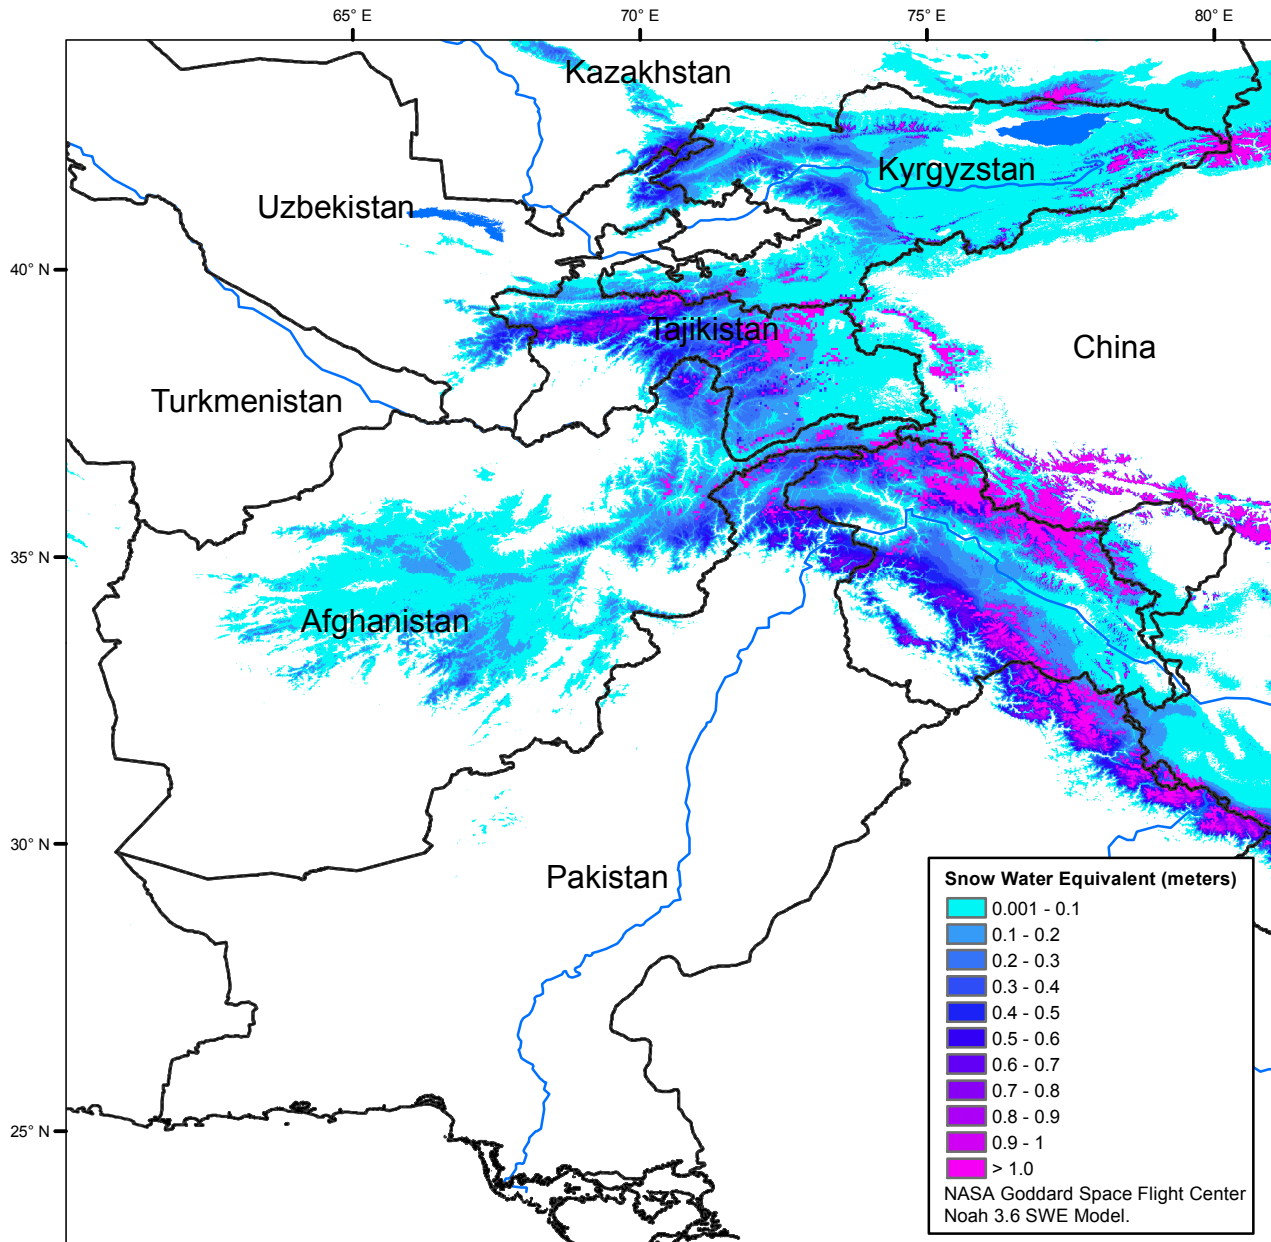 65° E
70° E
75° E
80° E
Kazakhstan
Kyrgyzstan
Uzbekistan
40° N
Tajikistan
China
Turkmenistan
35° N
Afghanistan
30° N
Pakistan
25° N
Snow Water Equivalent (meters)
0.001 - 0.1
0.1 - 0.2
0.2 - 0.3
0.3 - 0.4
0.4 - 0.5
0.5 - 0.6
0.6 - 0.7
0.7 - 0.8
0.8 - 0.9
0.9 - 1
> 1.0
NASA Goddard Space Flight Center
Noah 3.6 SWE Model.